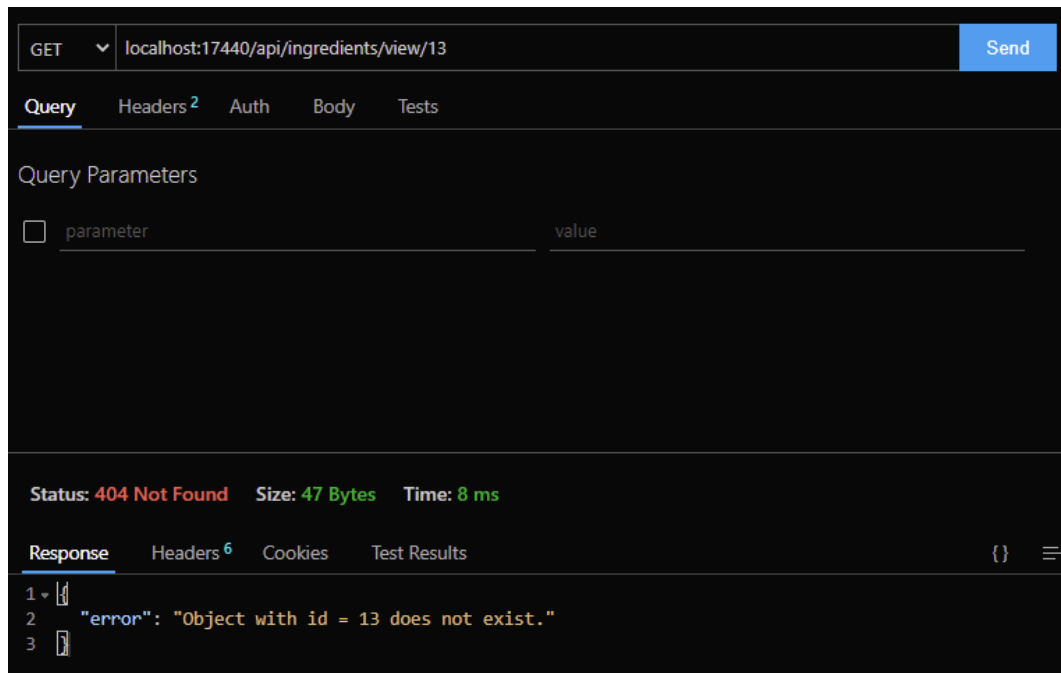 GET localhost:17440/api/ingredients/view/13 Send
Query Headers 2 Auth Body Tests
Query Parameters
parameter value
Status: 404 Not Found Size: 47 Bytes Time: 8 ms
Response Headers 6 Cookies Test Results {}
1 {
2 "error": "Object with id = 13 does not exist."
3 }